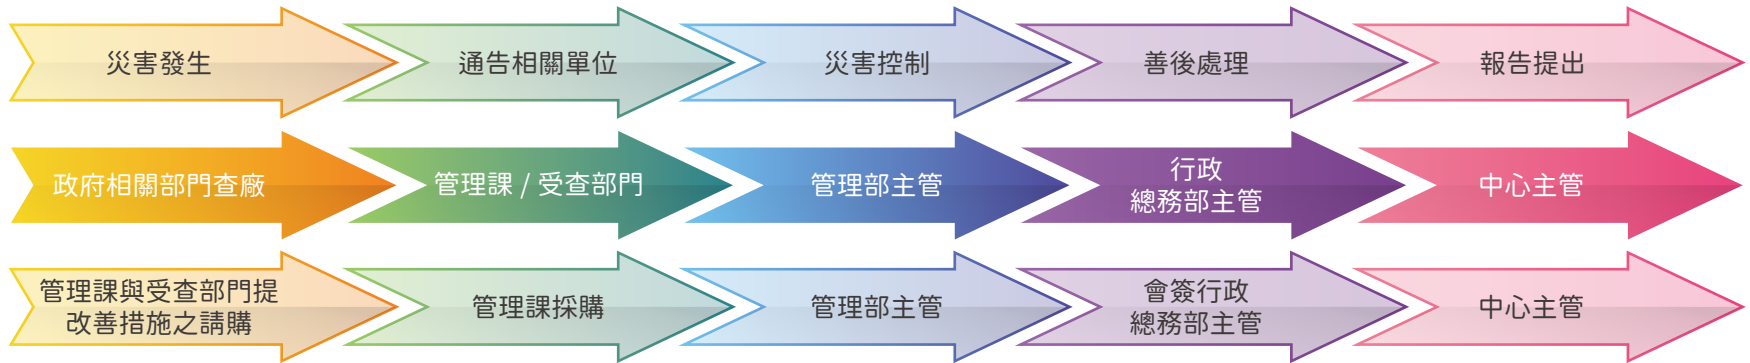 災害發生
通告相關單位
災害控制
善後處理
報告提出
政府相關部門查廠
管理課 / 受查部門
管理部主管
行政
總務部主管
中心主管
管理課與受查部門提
改善措施之請購
管理課採購
管理部主管
會簽行政
總務部主管
中心主管